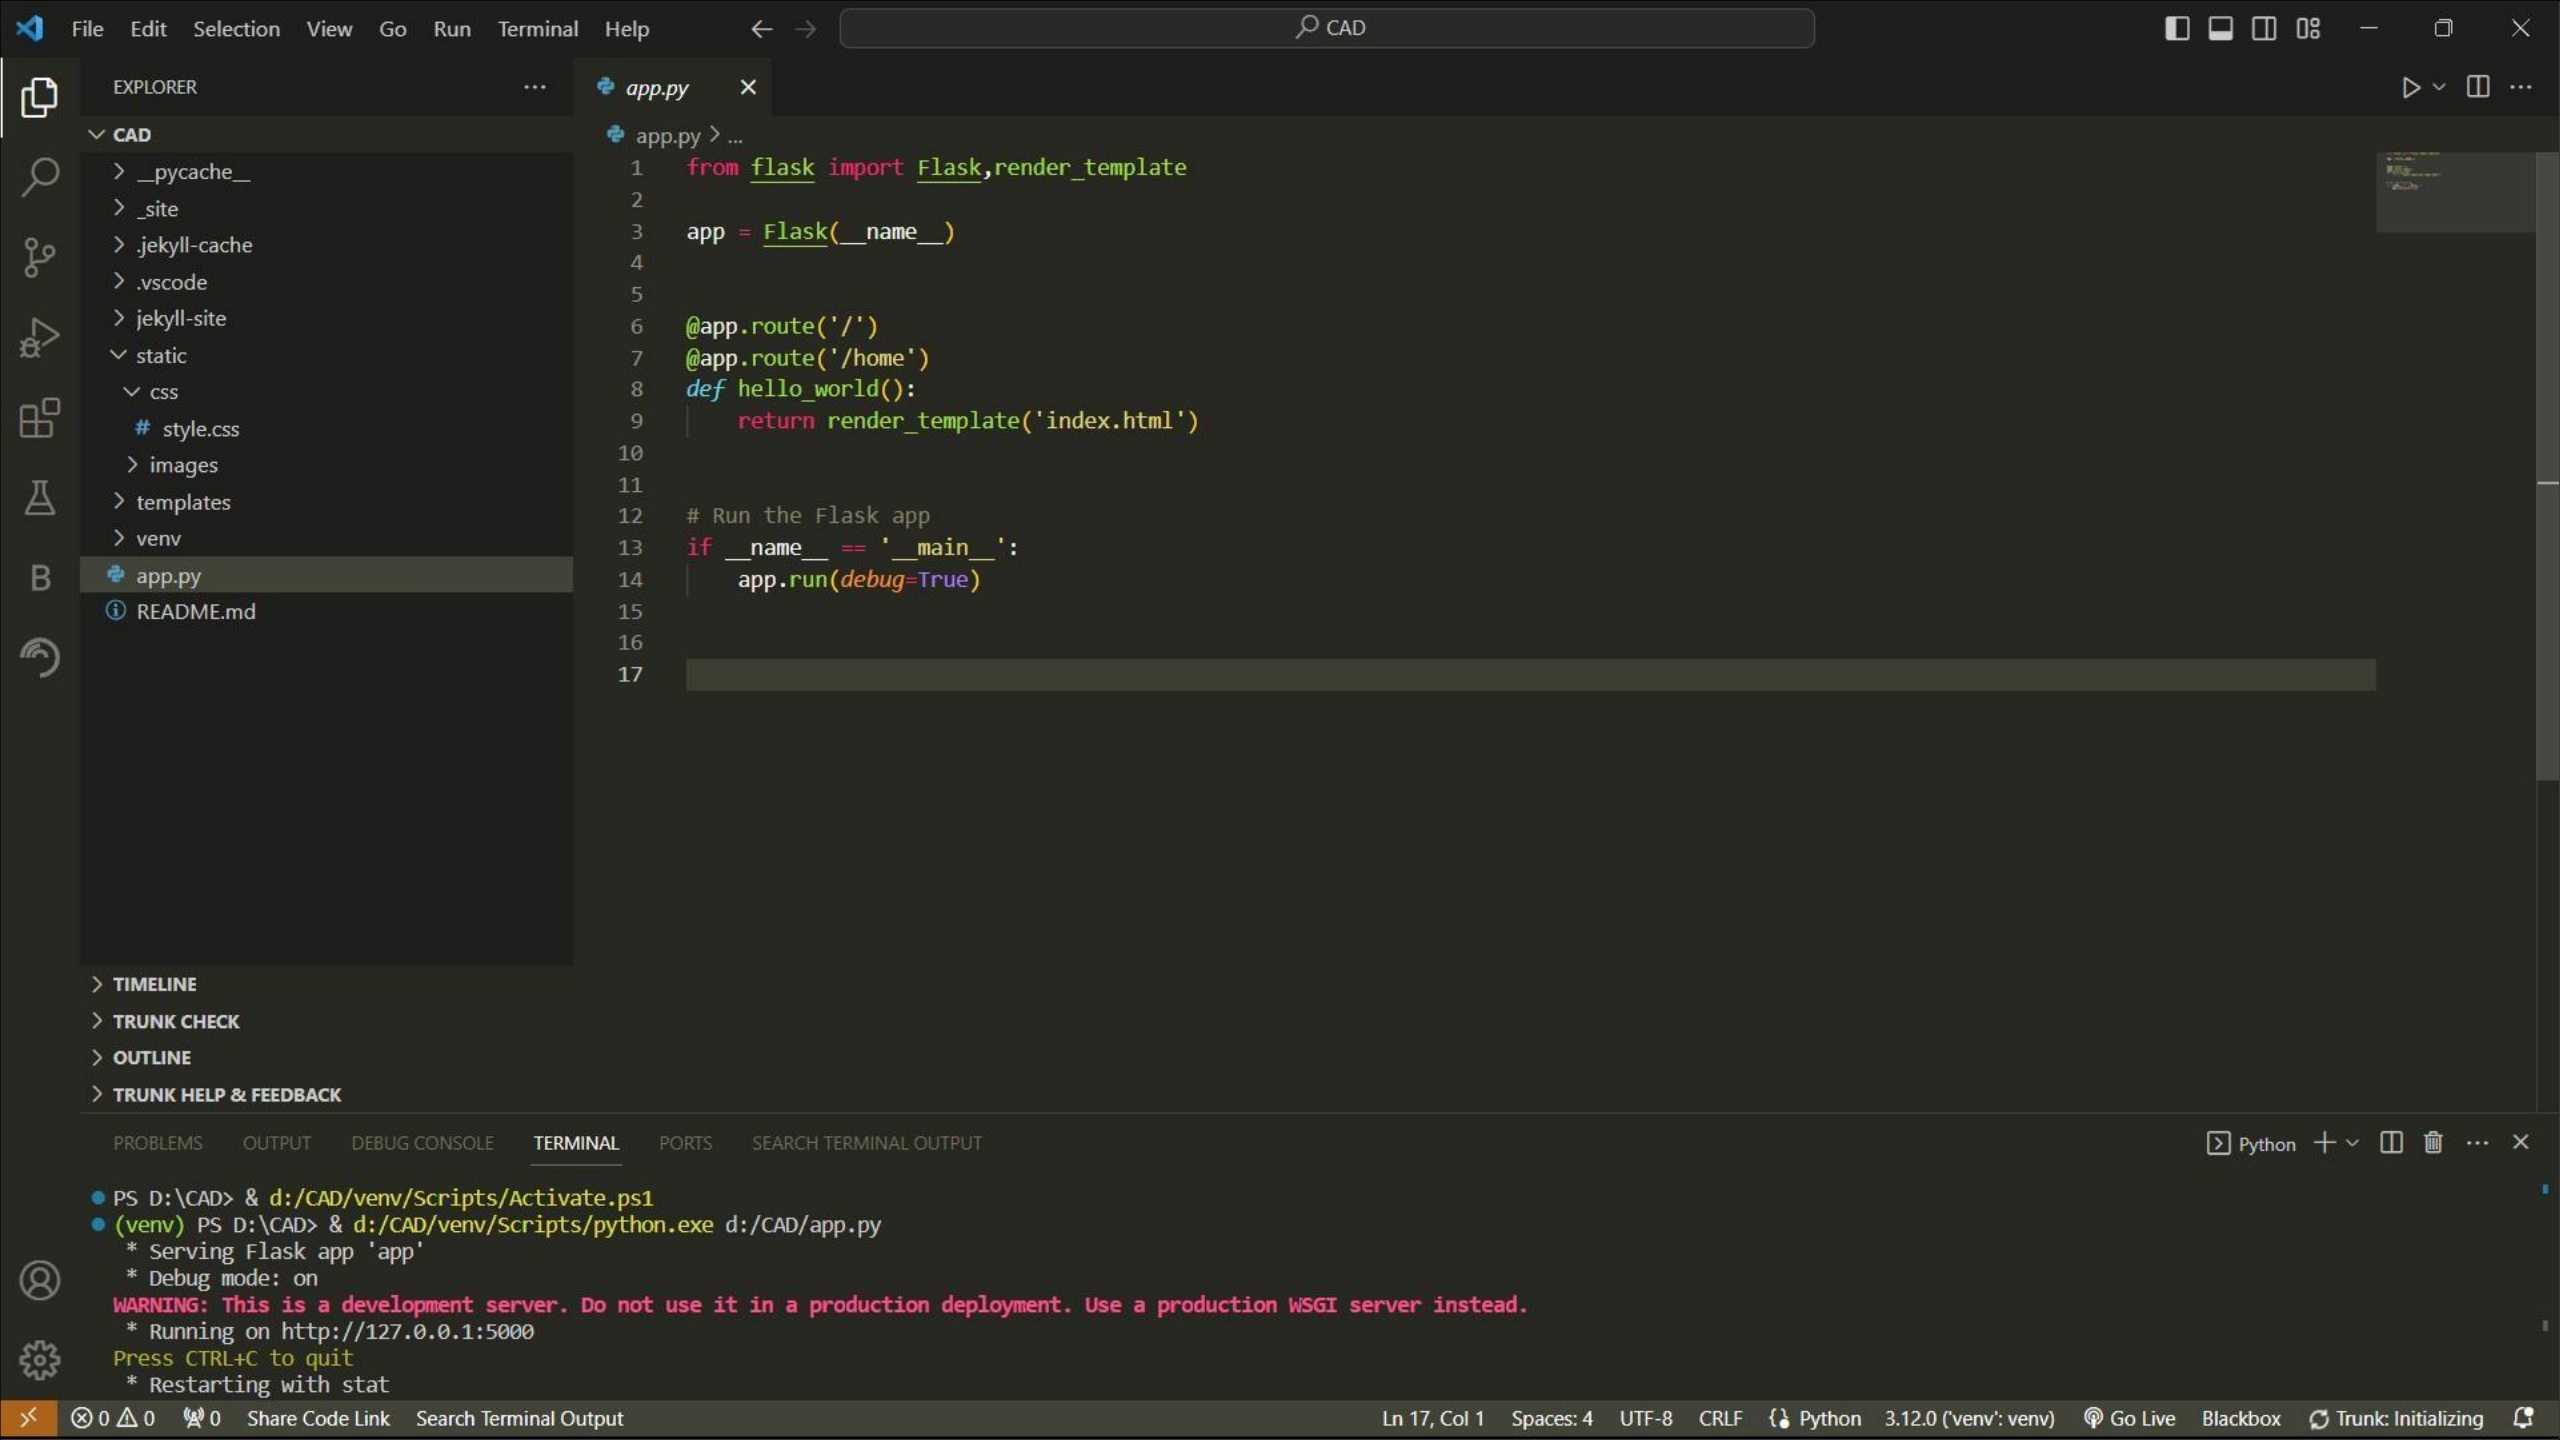 File Edit Selection View Go Run Terminal Help
CAD
EXPLORER
CAD
__pycache__
_site
.jekyll-cache
.vscode
jekyll-site
static
css
# style.css
images
templates
venv
app.py
README.md
TIMELINE
TRUNK CHECK
OUTLINE
TRUNK HELP & FEEDBACK
app.py
app.py > ...
1 from flask import Flask,render_template
2
3 app = Flask(__name__)
4
5
6 @app.route('/')
7 @app.route('/home')
8 def hello_world():
9 return render_template('index.html')
10
11
12 # Run the Flask app
13 if __name__ == '__main__':
14 app.run(debug=True)
15
16
17
PROBLEMS OUTPUT DEBUG CONSOLE TERMINAL PORTS SEARCH TERMINAL OUTPUT
Python
PS D:\CAD> & d:/CAD/venv/Scripts/Activate.ps1
(venv) PS D:\CAD> & d:/CAD/venv/Scripts/python.exe d:/CAD/app.py
* Serving Flask app 'app'
* Debug mode: on
WARNING: This is a development server. Do not use it in a production deployment. Use a production WSGI server instead.
* Running on http://127.0.0.1:5000
Press CTRL+C to quit
* Restarting with stat
0 0 0 Share Code Link Search Terminal Output
Ln 17, Col 1 Spaces: 4 UTF-8 CRLF Python 3.12.0 ('venv': venv) Go Live Blackbox Trunk: Initializing